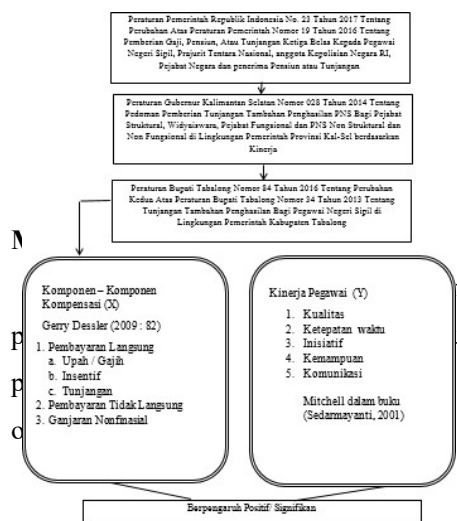 Peraturan Pemerintah Republik Indonesia No. 23 Tahun 2017 Tentang
Perubahan Atas Peraturan Pemerintah Nomor 19 Tahun 2016 Tentang
Pemberian Gaji, Pensiun, Atau Tunjangan Ketiga Belas Kepada Pegawai
Negeri Sipil, Prajurit Tentara Nasional, anggota Kepolisian Negara RI,
Pejabat Negara dan penerima Pensiun atau Tunjangan
Peraturan Gubernur Kalimantan Selatan Nomor 028 Tahun 2014 Tentang
Pedoman Pemberian Tunjangan Tambahan Penghasilan PNS Bagi Pejabat
Struktural, Widyaiswara, Pejabat Fungsional dan PNS Non Struktural dan
Non Fungsional di Lingkungan Pemerintah Provinsi Kal-Sel berdasarkan
Kinerja
Peraturan Bupati Tabalong Nomor 84 Tahun 2016 Tentang Perubahan
Kedua Atas Peraturan Bupati Tabalong Nomor 34 Tahun 2013 Tentang
Tunjangan Tambahan Penghasilan Bagi Pegawai Negeri Sipil di
Lingkungan Pemerintah Kabupaten Tabalong
Komponen – Komponen
Kompensasi (X)
Gerry Dessler (2009 : 82)
1. Pembayaran Langsung
a. Upah / Gajih
b. Insentif
c. Tunjangan
2. Pembayaran Tidak Langsung
3. Ganjaran Nonfinasial
Kinerja Pegawai (Y)
1. Kualitas
2. Ketepatan waktu
3. Inisiatif
4. Kemampuan
5. Komunikasi
Mitchell dalam buku
(Sedarmayanti, 2001)
p
p
o
Berpengaruh Positif/ Signifikan